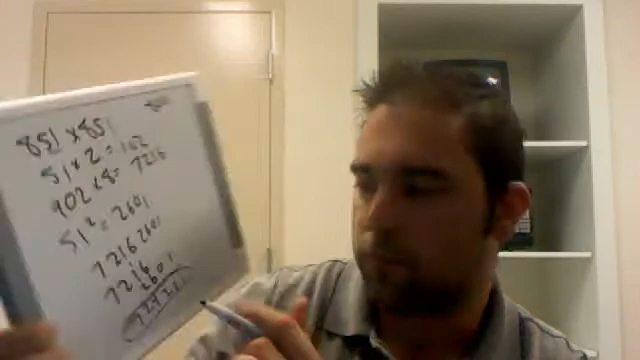 851 x 851
51 x 2 = 102
902 x 8 = 7216
51² = 2601
7216 2601
7216
2601